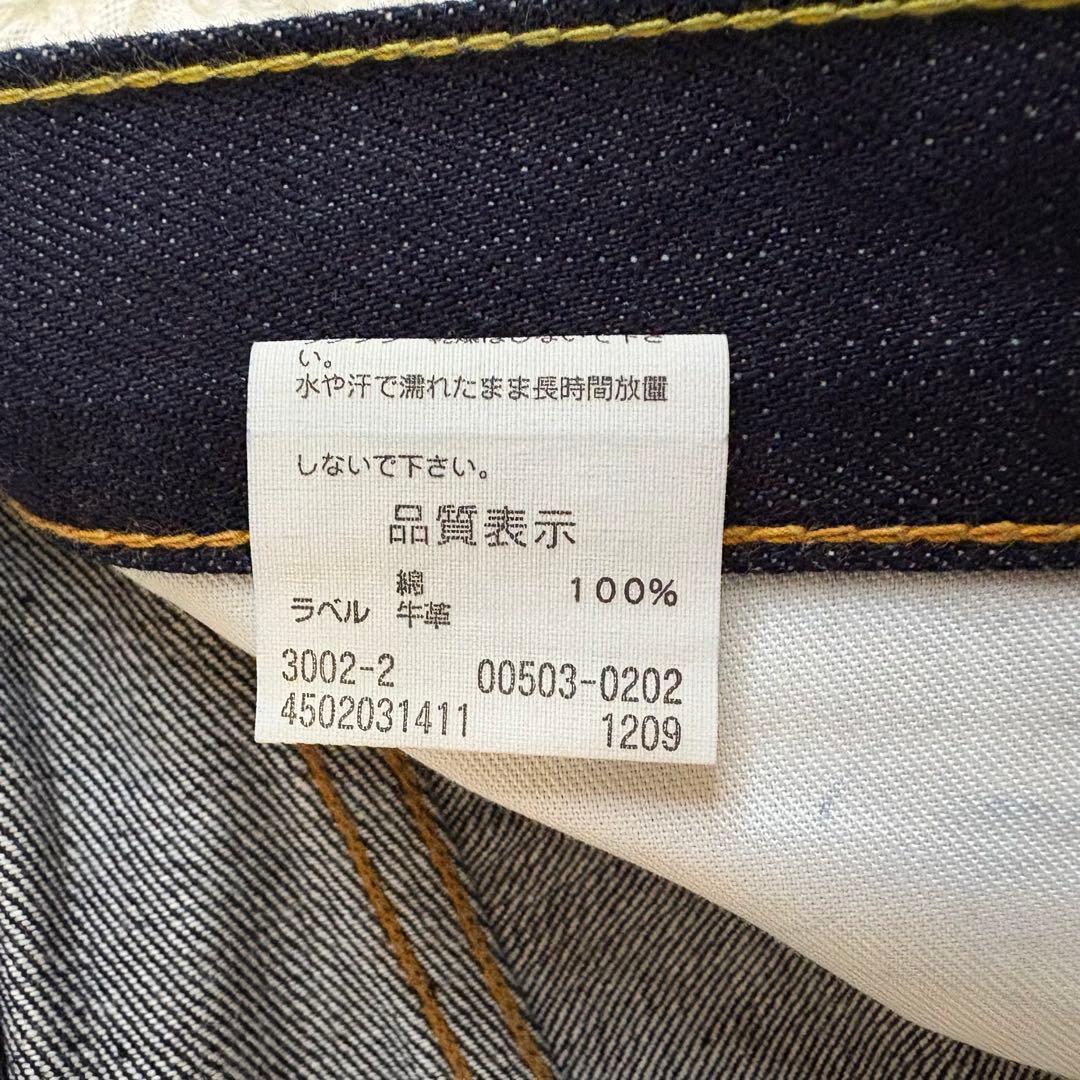 い。
水や汗で濡れたまま長時間放置
しないで下さい。
品質表示
綿 100%
ラベル 牛革
3002-2 00503-0202
4502031411 1209